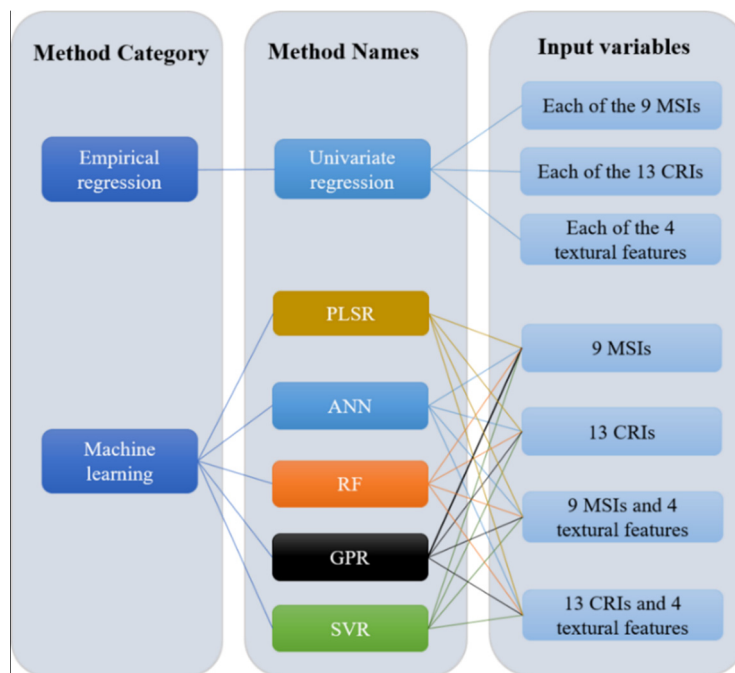 Method Category
Method Names
Input variables
Empirical
regression
Univariate
regression
Each of the 9 MSIs
Each of the 13 CRIs
Each of the 4
textural features
Machine
learning
PLSR
ANN
RF
GPR
SVR
9 MSIs
13 CRIs
9 MSIs and 4
textural features
13 CRIs and 4
textural features